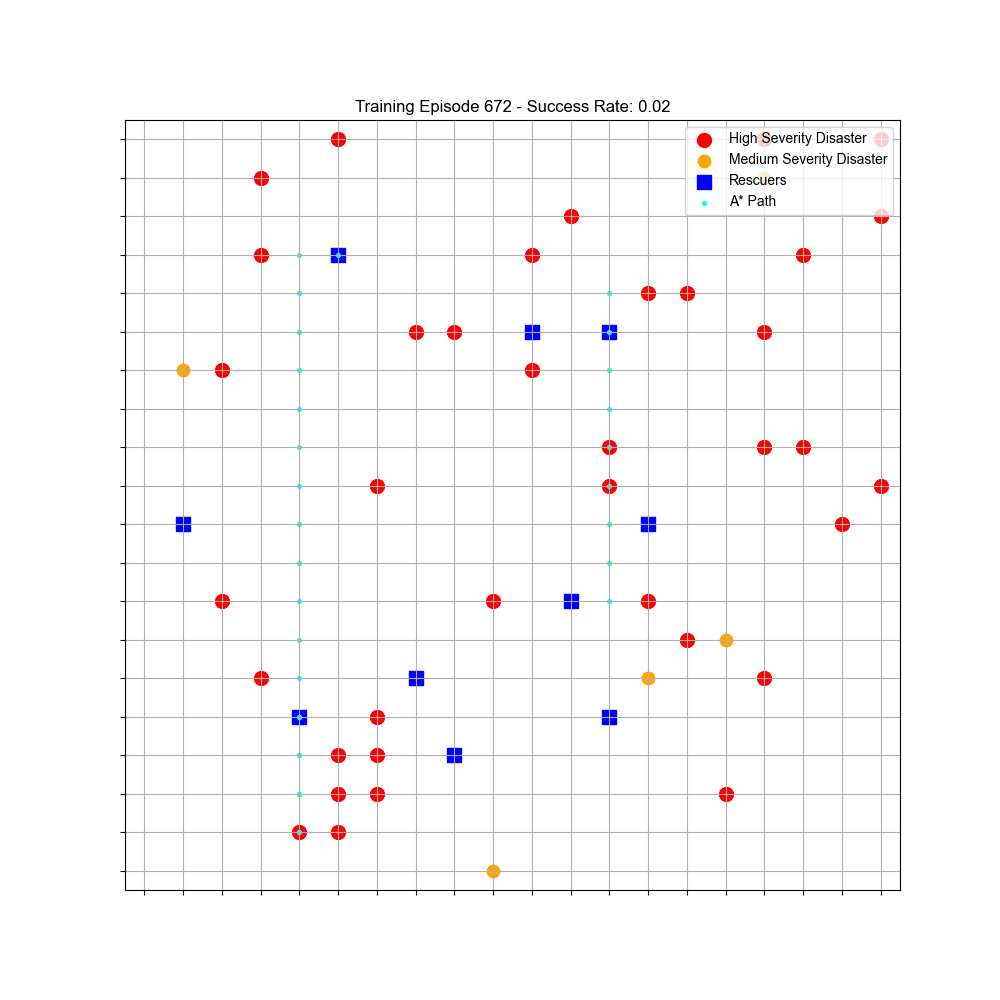 Training Episode 672 - Success Rate: 0.02
High Severity Disaster
Medium Severity Disaster
Rescuers
A* Path